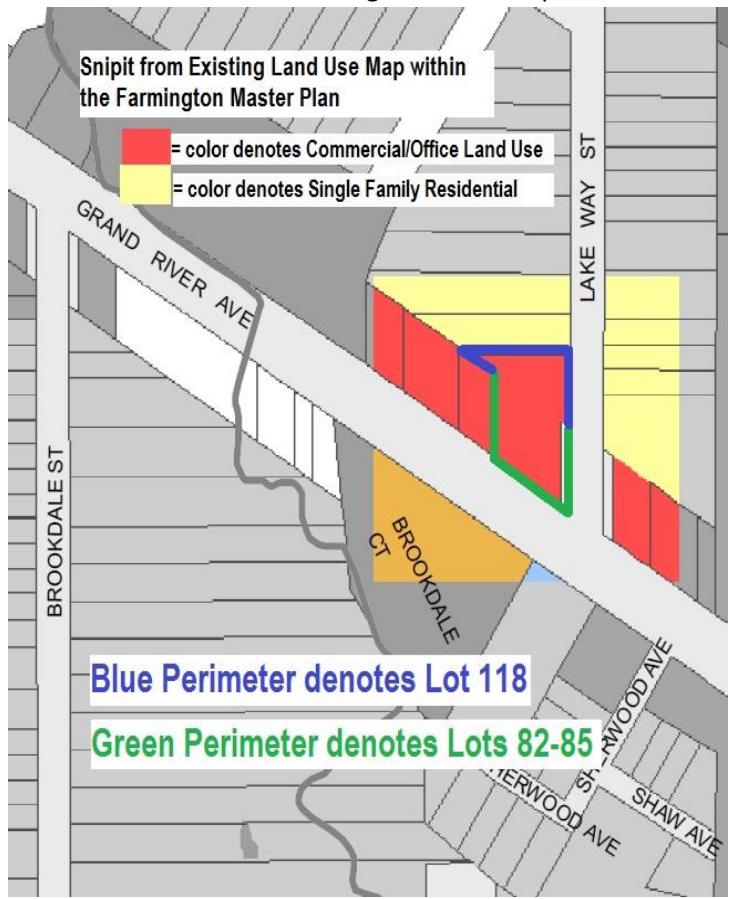 Snipit from Existing Land Use Map within
the Farmington Master Plan
= color denotes Commercial/Office Land Use
= color denotes Single Family Residential
GRAND RIVER AVE
LAKE WAY ST
BROOKDALE ST
BROOKDALE
CT
Blue Perimeter denotes Lot 118
Green Perimeter denotes Lots 82-85
SHERWOOD AVE
HERWOOD AVE
SHAW AVE